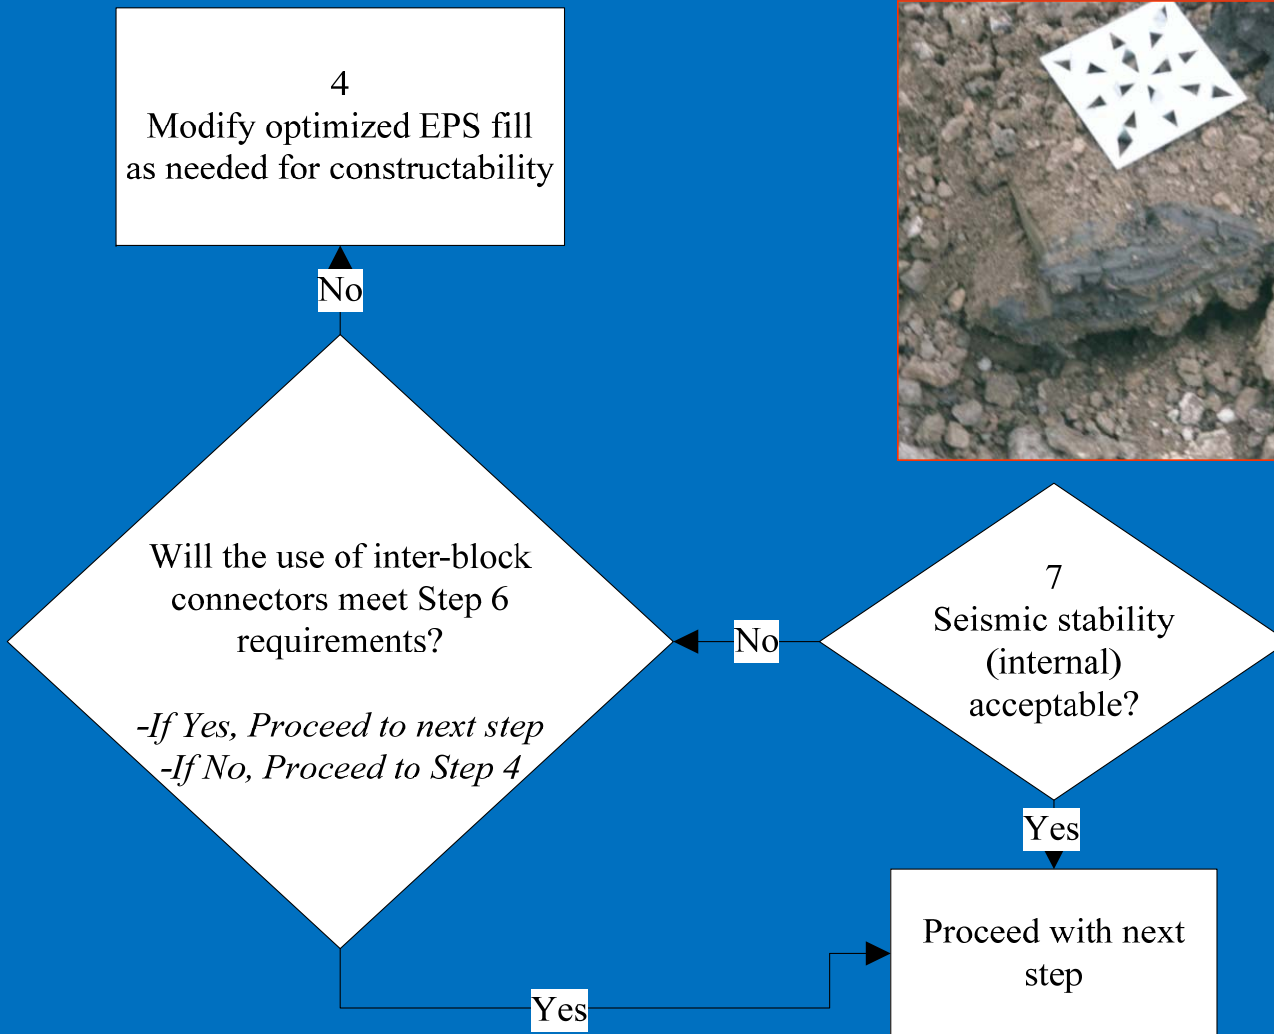 4
Modify optimized EPS fill
as needed for constructability
No
Will the use of inter-block
connectors meet Step 6
requirements?
-If Yes, Proceed to next step
-If No, Proceed to Step 4
No
7
Seismic stability
(internal)
acceptable?
Yes
Proceed with next
step
Yes